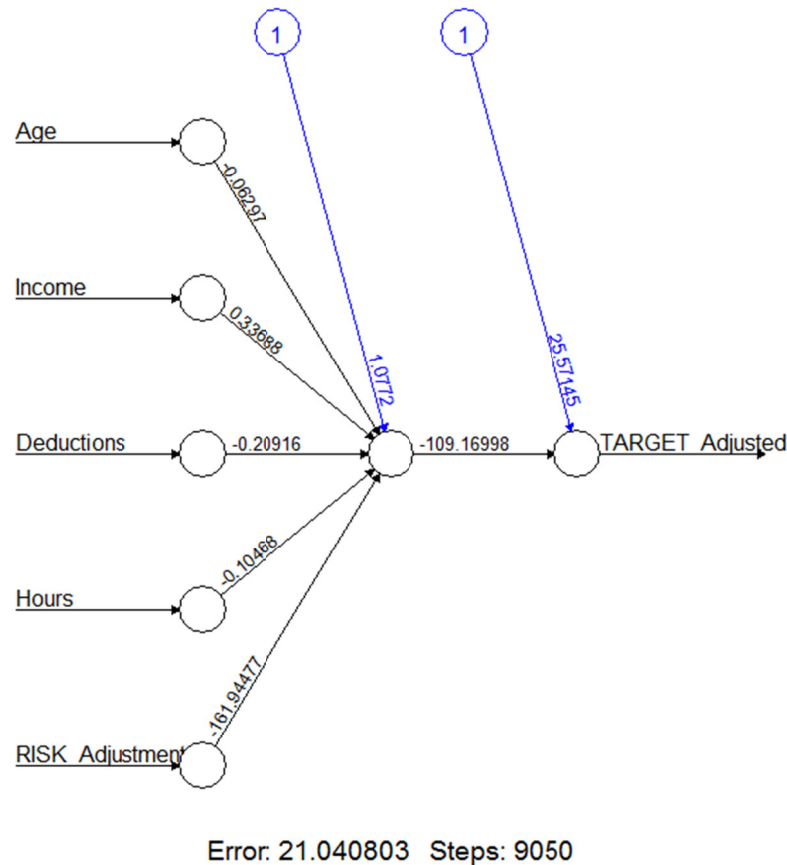 1
1
Age
-0.06297
Income
0.33688
1.0772
25.57145
Deductions
-0.20916
-109.16998
TARGET_Adjusted
-0.10468
Hours
-161.94477
RISK_Adjustment
Error: 21.040803 Steps: 9050